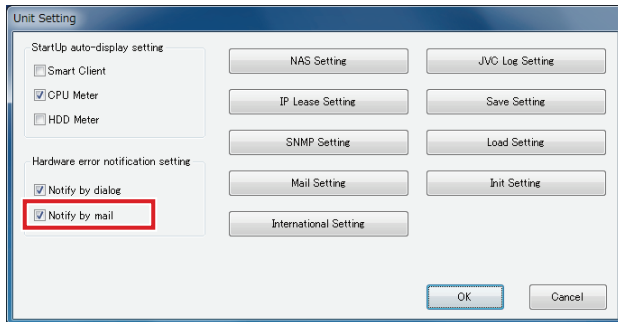 Unit Setting
StartUp auto-display setting
Smart Client
CPU Meter
HDD Meter
Hardware error notification setting
Notify by dialog
Notify by mail
NAS Setting
IP Lease Setting
SNMP Setting
Mail Setting
International Setting
JVC Log Setting
Save Setting
Load Setting
Init Setting
OK
Cancel